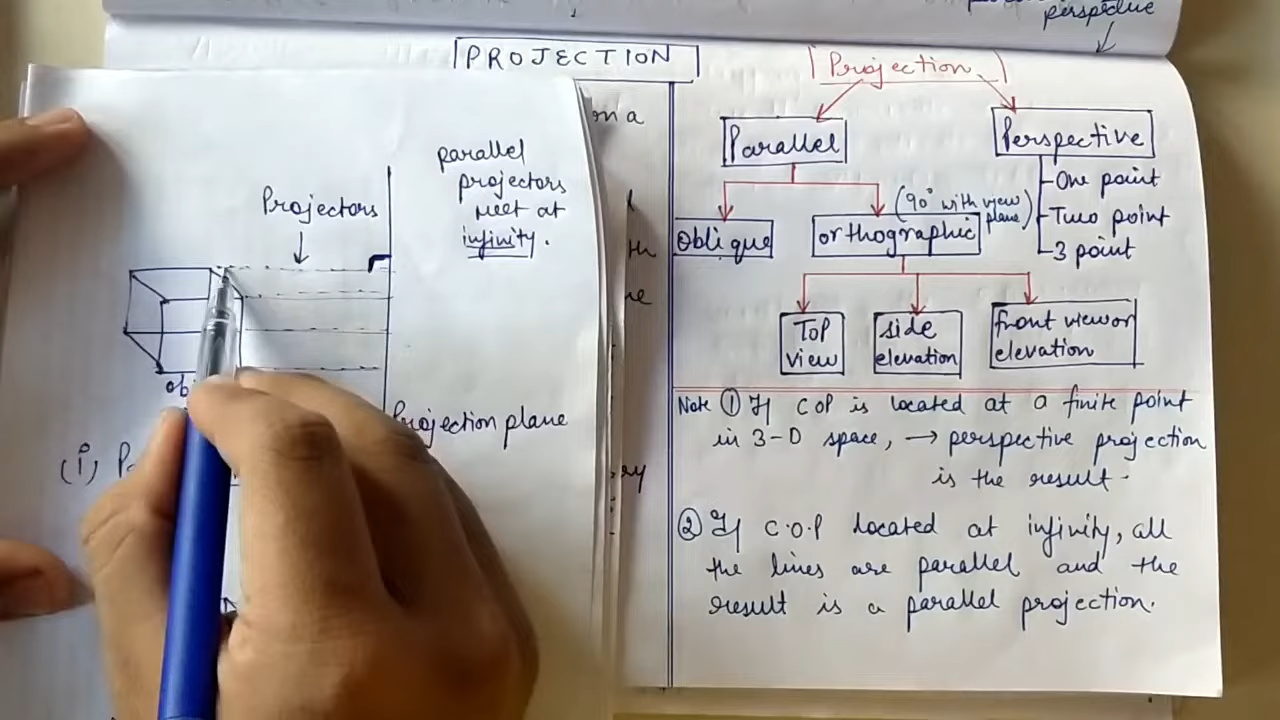 perspective
PROJECTION
on a
parallel
projectors
meet at
infinity.
Projectors
Projection plane
(i)
Projection
Parallel
Perspective
One point
Two point
3 point
(90° with view
plane)
Oblique
orthographic
Top
view
side
elevation
front view or
elevation
Note ① If COP is located at a finite point
in 3-D space, → perspective projection
is the result.
② If C.O.P located at infinity, all
the lines are parallel and the
result is a parallel projection.